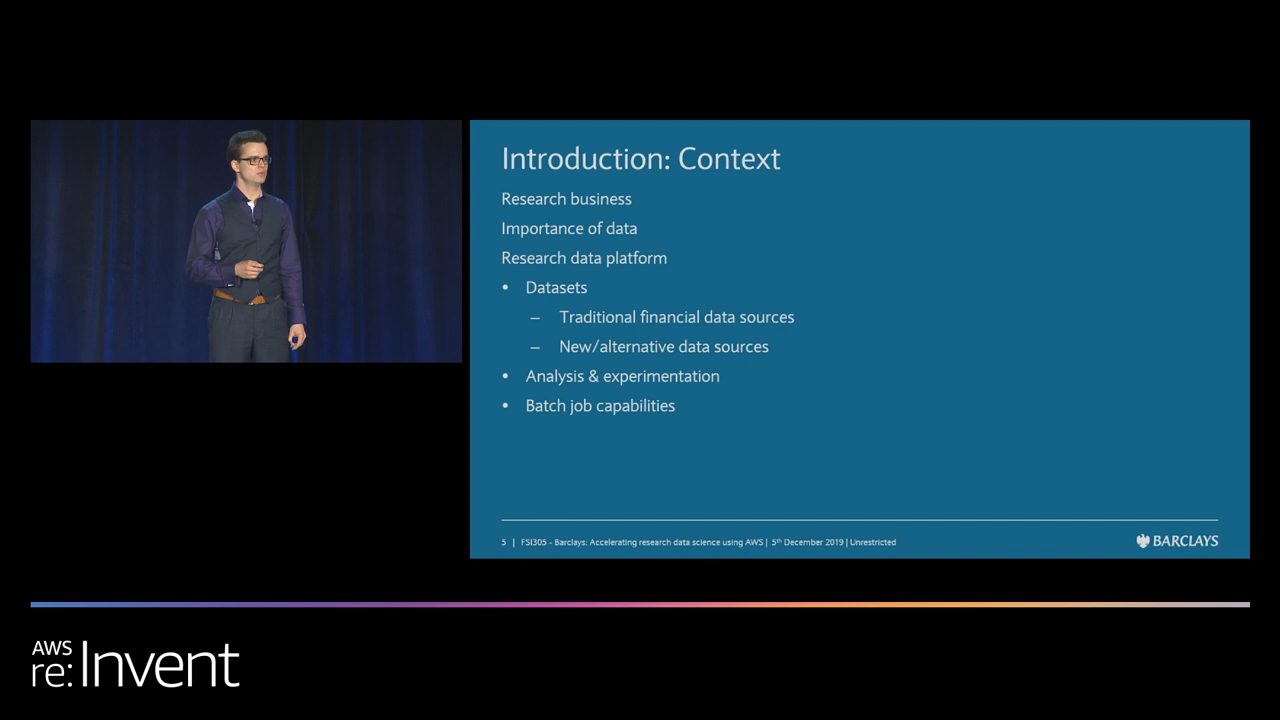 Introduction: Context
Research business
Importance of data
Research data platform
• Datasets
– Traditional financial data sources
– New/alternative data sources
• Analysis & experimentation
• Batch job capabilities
5 | FSI305 - Barclays: Accelerating research data science using AWS | 5th December 2019 | Unrestricted
BARCLAYS
AWS
re:Invent